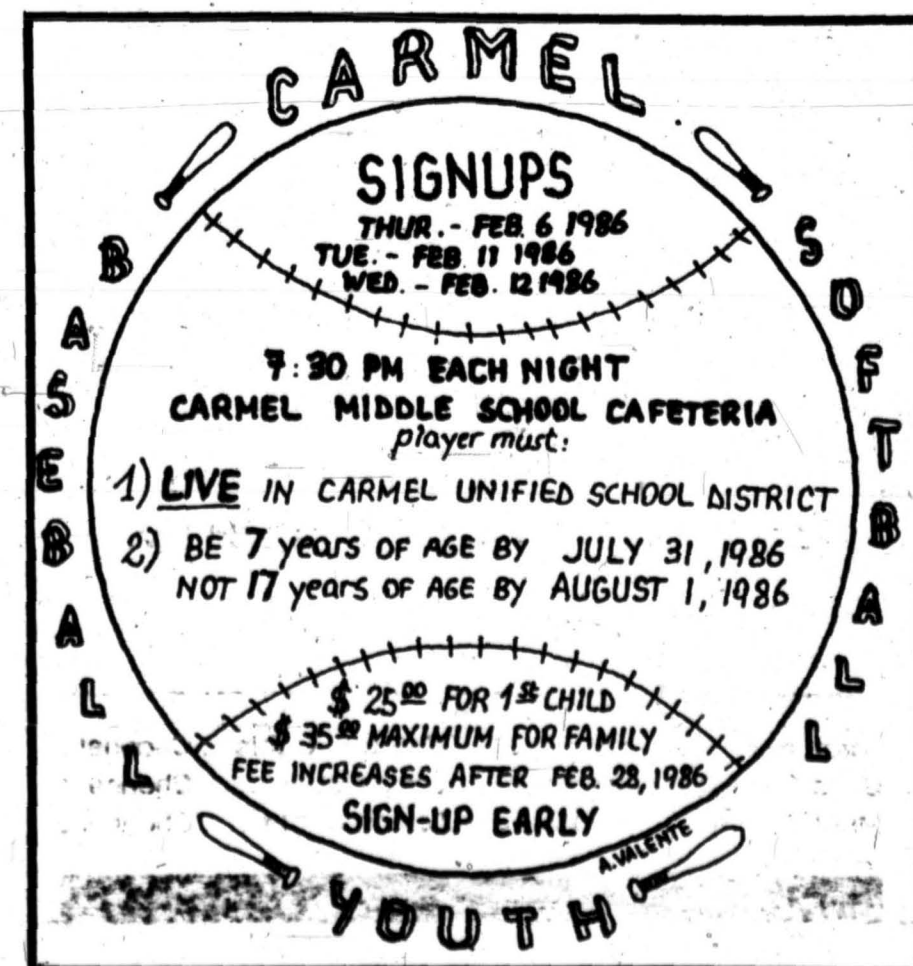 CARMEL
BASEBALL
SOFTBALL
SIGNUPS
THUR. - FEB. 6 1986
TUE. - FEB. 11 1986
WED. - FEB. 12 1986
7:30 PM EACH NIGHT
CARMEL MIDDLE SCHOOL CAFETERIA
player must:
1) LIVE IN CARMEL UNIFIED SCHOOL DISTRICT
2) BE 7 years OF AGE BY JULY 31, 1986
NOT 17 years OF AGE BY AUGUST 1, 1986
$ 25.00 FOR 1st CHILD
$ 35.00 MAXIMUM FOR FAMILY
FEE INCREASES AFTER FEB. 28, 1986
SIGN-UP EARLY
A.VALENTE
YOUTH